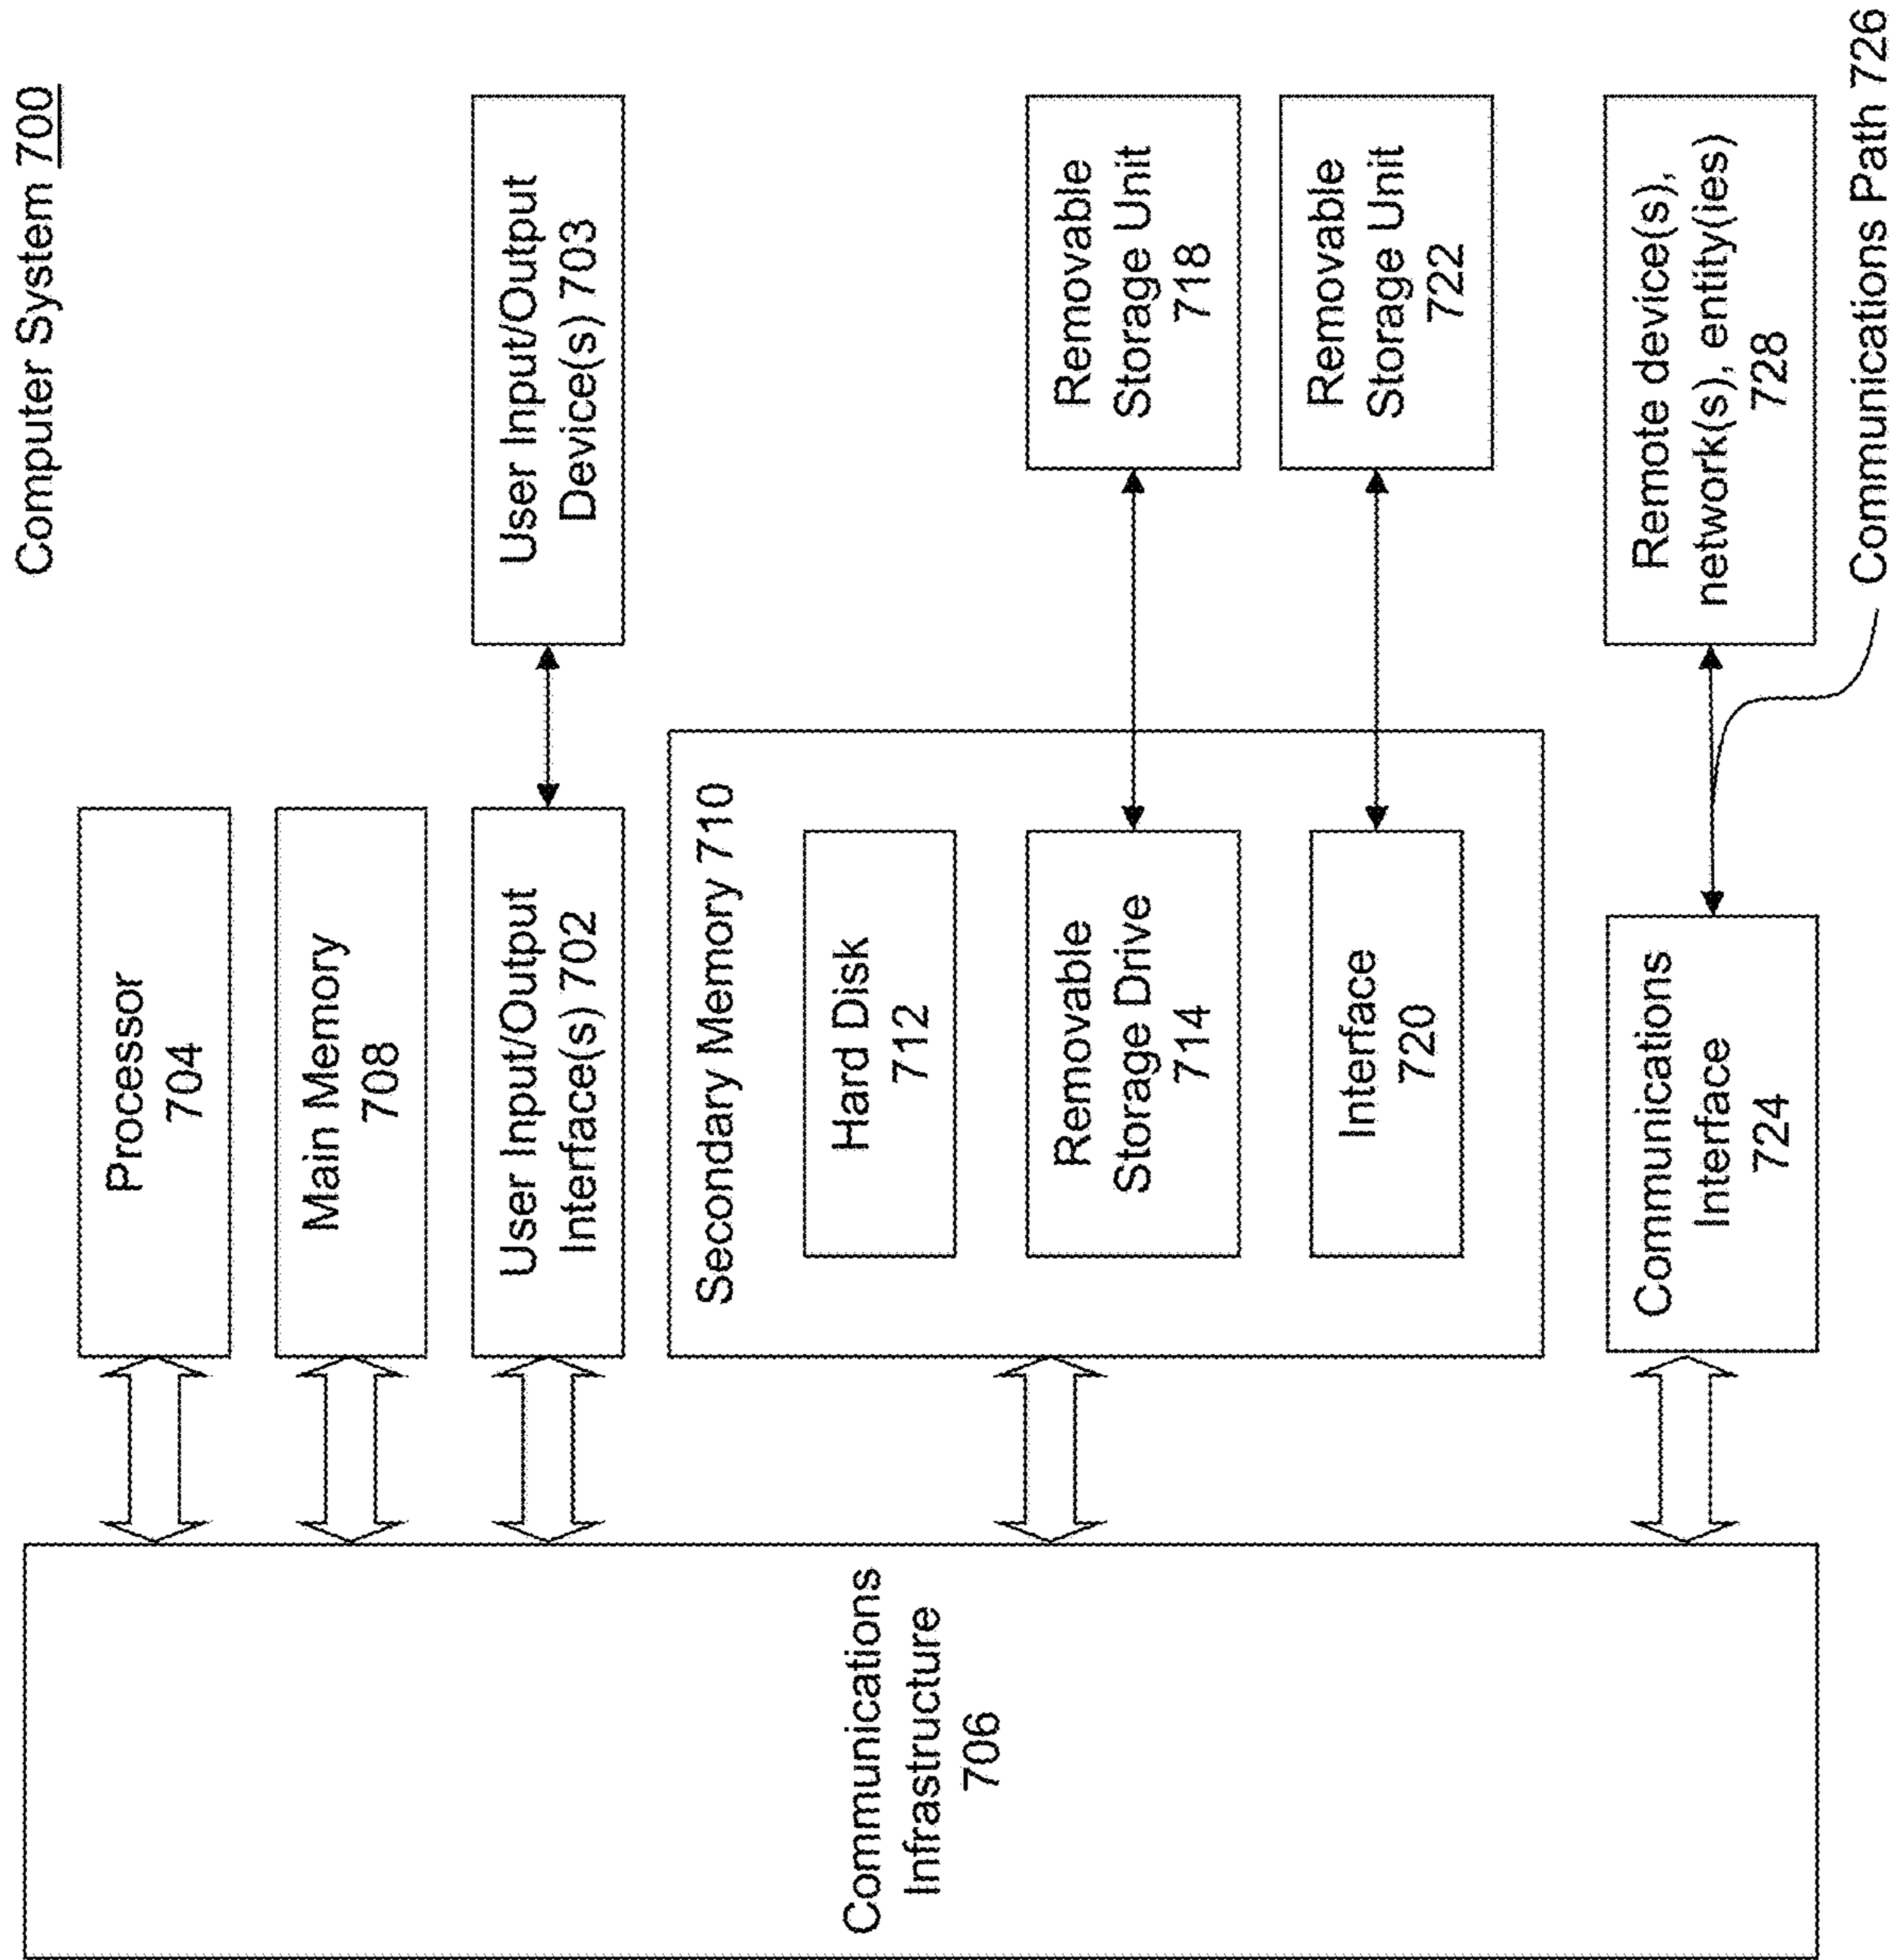 Computer System 700
Processor
704
Main Memory
708
User Input/Output
Interface(s) 702
User Input/Output
Device(s) 703
Secondary Memory 710
Hard Disk
712
Removable
Storage Drive
714
Removable
Storage Unit
718
Interface
720
Removable
Storage Unit
722
Communications
Infrastructure
706
Communications
Interface
724
Remote device(s),
network(s), entity(ies)
728
Communications Path 726